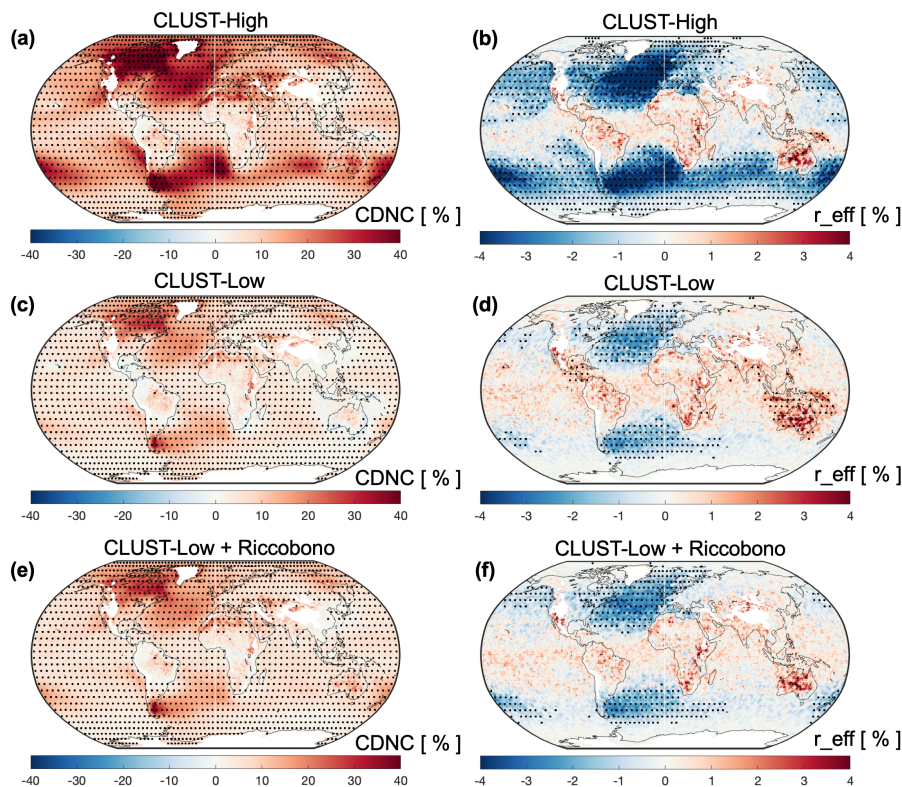 CLUST-High
CLUST-High
(a)
(b)
CDNC [ % ]
r_eff [ % ]
-40 -30 -20 -10 0 10 20 30 40
-4 -3 -2 -1 0 1 2 3 4
CLUST-Low
CLUST-Low
(c)
(d)
CDNC [ % ]
r_eff [ % ]
-40 -30 -20 -10 0 10 20 30 40
-4 -3 -2 -1 0 1 2 3 4
CLUST-Low + Riccobono
CLUST-Low + Riccobono
(e)
(f)
CDNC [ % ]
r_eff [ % ]
-40 -30 -20 -10 0 10 20 30 40
-4 -3 -2 -1 0 1 2 3 4